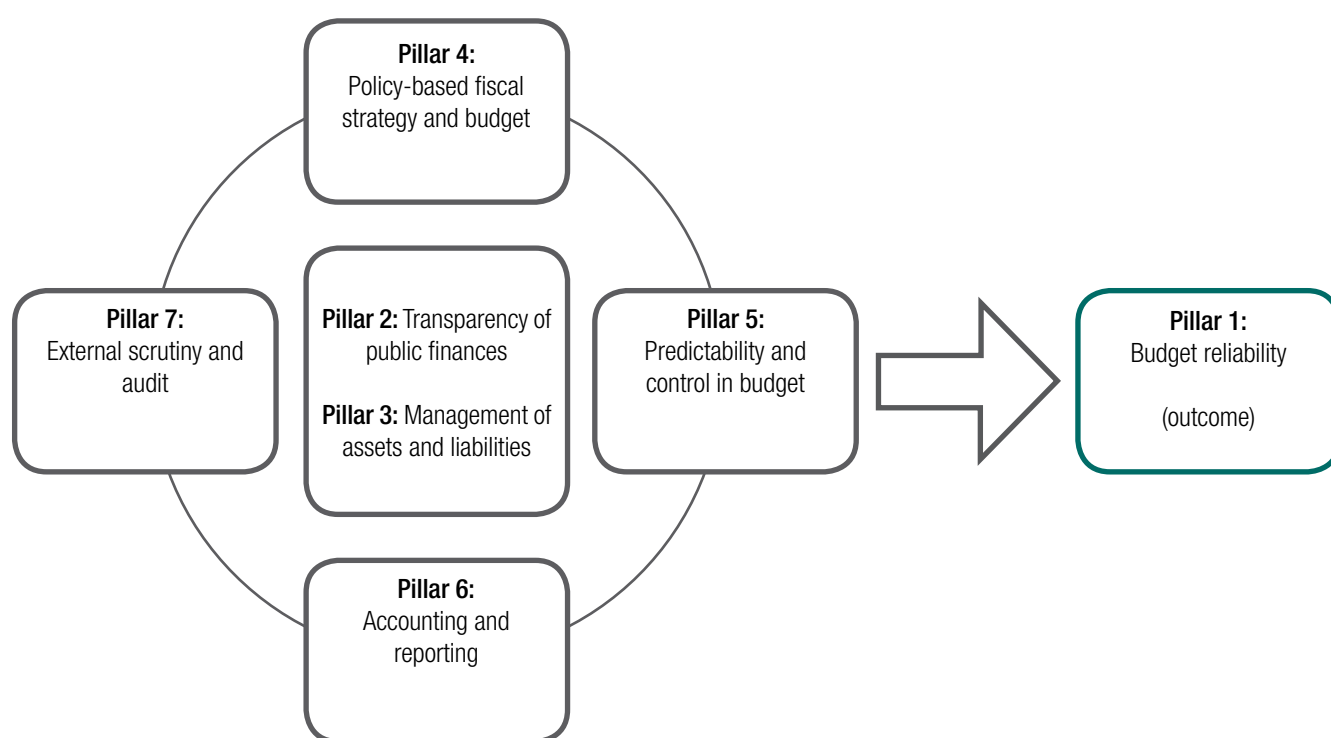 Pillar 4:
Policy-based fiscal
strategy and budget
Pillar 7:
External scrutiny and
audit
Pillar 2: Transparency of
public finances
Pillar 3: Management of
assets and liabilities
Pillar 5:
Predictability and
control in budget
Pillar 1:
Budget reliability
(outcome)
Pillar 6:
Accounting and
reporting